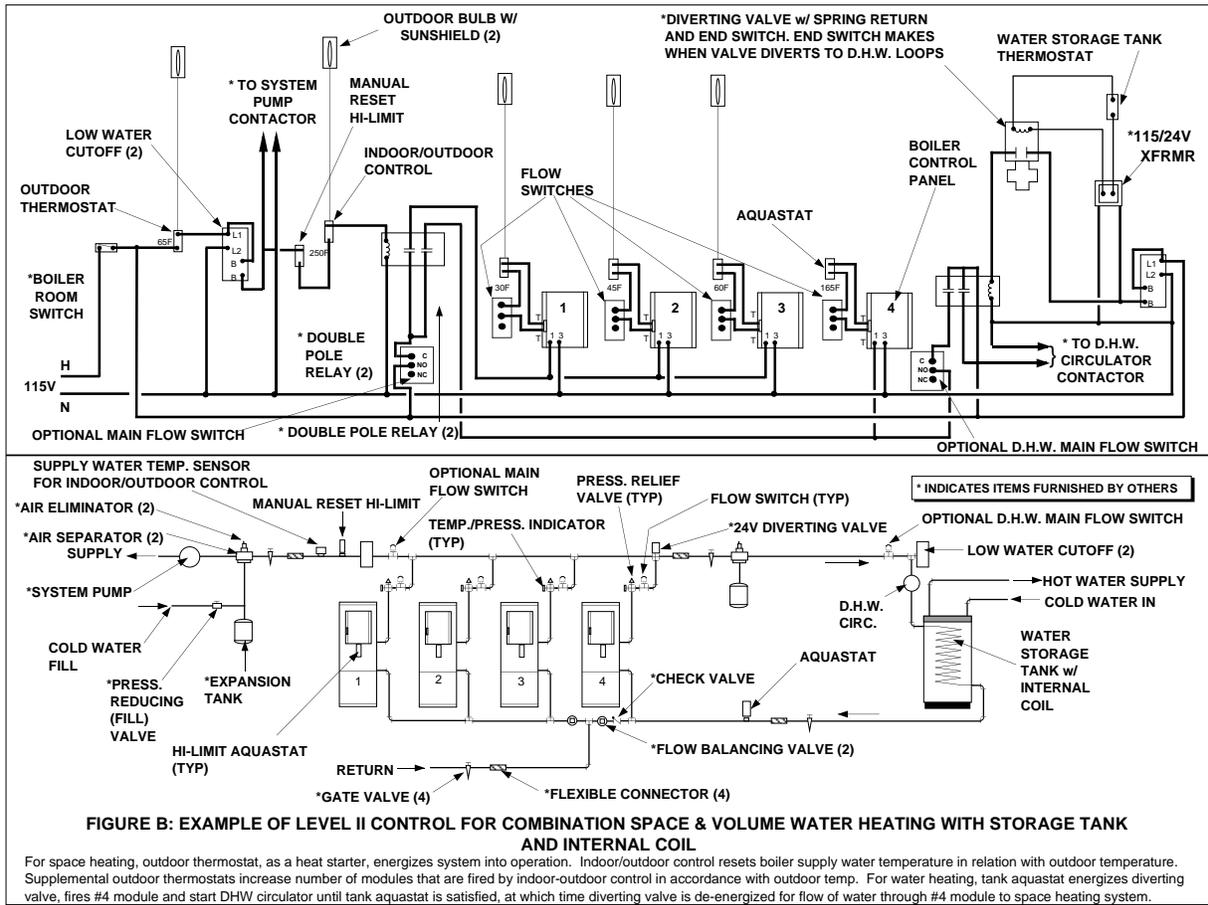 OUTDOOR BULB W/
SUNSHIELD (2)
*DIVERTING VALVE w/ SPRING RETURN
AND END SWITCH. END SWITCH MAKES
WHEN VALVE DIVERTS TO D.H.W. LOOPS
WATER STORAGE TANK
THERMOSTAT
* TO SYSTEM
PUMP
CONTACTOR
MANUAL
RESET
HI-LIMIT
LOW WATER
CUTOFF (2)
INDOOR/OUTDOOR
CONTROL
FLOW
SWITCHES
BOILER
CONTROL
PANEL
*115/24V
XFRMR
OUTDOOR
THERMOSTAT
AQUASTAT
65F
L1
L2
B
B
250F
30F
45F
60F
165F
L1
L2
B
B
*BOILER
ROOM
SWITCH
1
2
3
4
T
T
T
T
T
T
T
T
1 3
1 3
1 3
1 3
* DOUBLE
POLE
RELAY (2)
C
NO
NC
C
NO
NC
* TO D.H.W.
CIRCULATOR
CONTACTOR
H
115V
N
OPTIONAL MAIN FLOW SWITCH
* DOUBLE POLE RELAY (2)
OPTIONAL D.H.W. MAIN FLOW SWITCH
SUPPLY WATER TEMP. SENSOR
FOR INDOOR/OUTDOOR CONTROL
MANUAL RESET HI-LIMIT
OPTIONAL MAIN
FLOW SWITCH
PRESS. RELIEF
VALVE (TYP)
FLOW SWITCH (TYP)
* INDICATES ITEMS FURNISHED BY OTHERS
*AIR ELIMINATOR (2)
*AIR SEPARATOR (2)
SUPPLY
TEMP./PRESS. INDICATOR
(TYP)
*24V DIVERTING VALVE
OPTIONAL D.H.W. MAIN FLOW SWITCH
LOW WATER CUTOFF (2)
*SYSTEM PUMP
HOT WATER SUPPLY
COLD WATER IN
D.H.W.
CIRC.
COLD WATER
FILL
WATER
STORAGE
TANK w/
INTERNAL
COIL
AQUASTAT
*PRESS.
REDUCING
(FILL)
VALVE
*EXPANSION
TANK
1
2
3
4
*CHECK VALVE
HI-LIMIT AQUASTAT
(TYP)
*FLOW BALANCING VALVE (2)
RETURN
*GATE VALVE (4)
*FLEXIBLE CONNECTOR (4)
FIGURE B: EXAMPLE OF LEVEL II CONTROL FOR COMBINATION SPACE & VOLUME WATER HEATING WITH STORAGE TANK
AND INTERNAL COIL
For space heating, outdoor thermostat, as a heat starter, energizes system into operation. Indoor/outdoor control resets boiler supply water temperature in relation with outdoor temperature.
Supplemental outdoor thermostats increase number of modules that are fired by indoor-outdoor control in accordance with outdoor temp. For water heating, tank aquastat energizes diverting
valve, fires #4 module and start DHW circulator until tank aquastat is satisfied, at which time diverting valve is de-energized for flow of water through #4 module to space heating system.